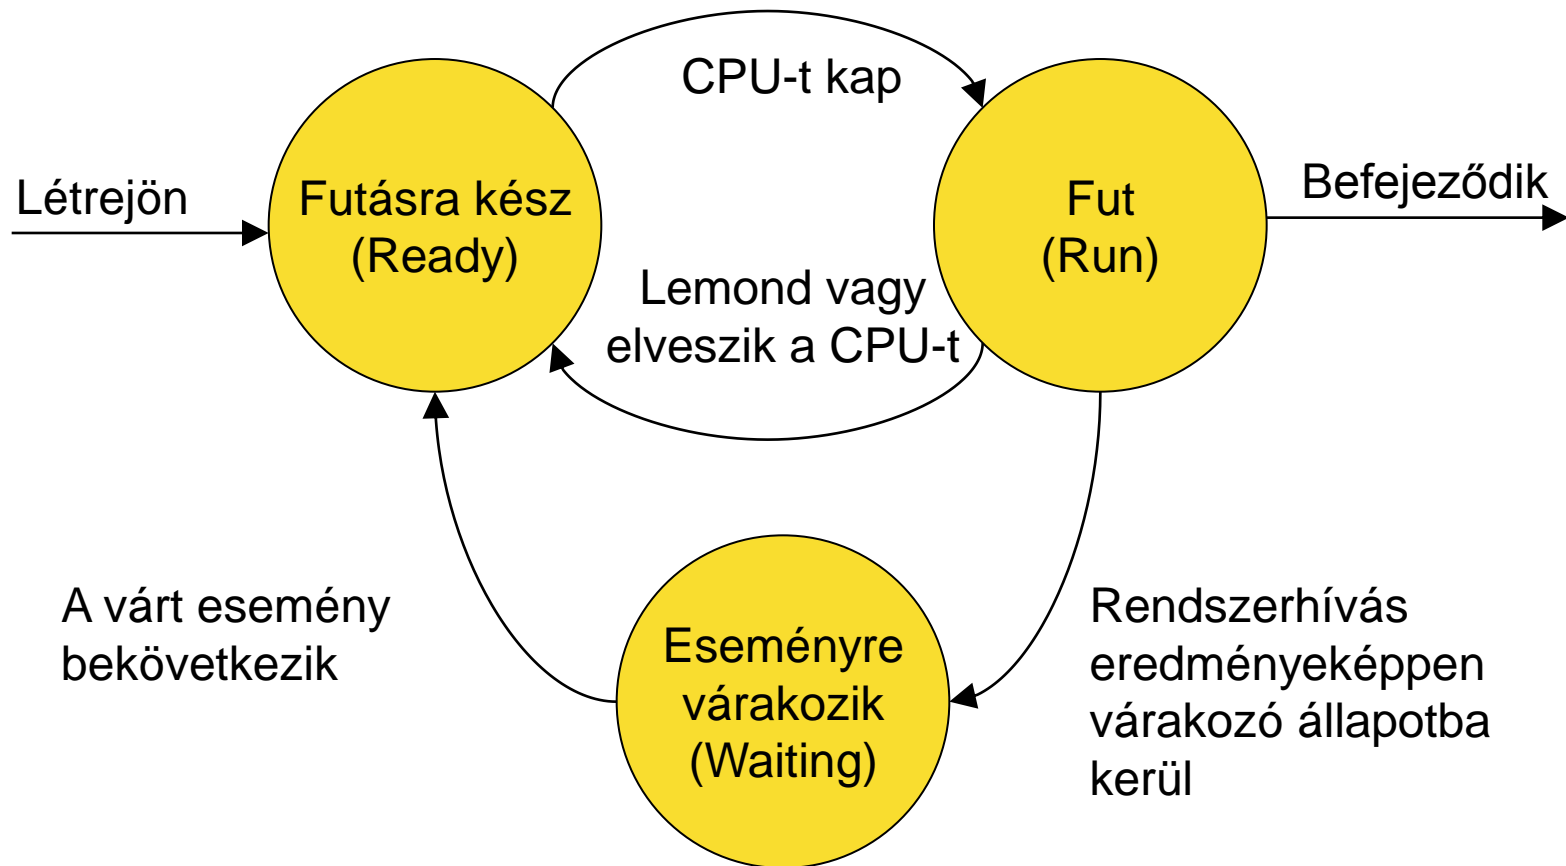 CPU-t kap
Létrejön
Futásra kész
(Ready)
Fut
(Run)
Befejeződik
Lemond vagy
elveszik a CPU-t
A várt esemény
bekövetkezik
Eseményre
várakozik
(Waiting)
Rendszerhívás
eredményeképpen
várakozó állapotba
kerül